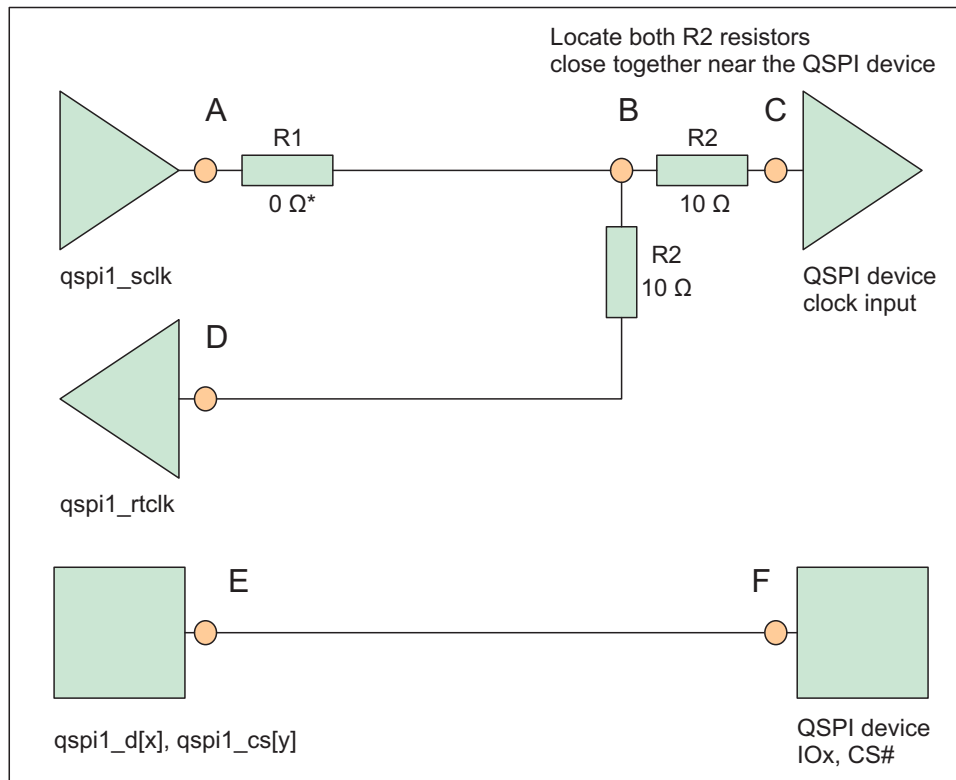 Locate both R2 resistors
close together near the QSPI device
A
R1
0 Ω*
B
R2
10 Ω
C
qspi1_sclk
R2
10 Ω
QSPI device
clock input
D
qspi1_rtclk
E
F
qspi1_d[x], qspi1_cs[y]
QSPI device
IOx, CS#